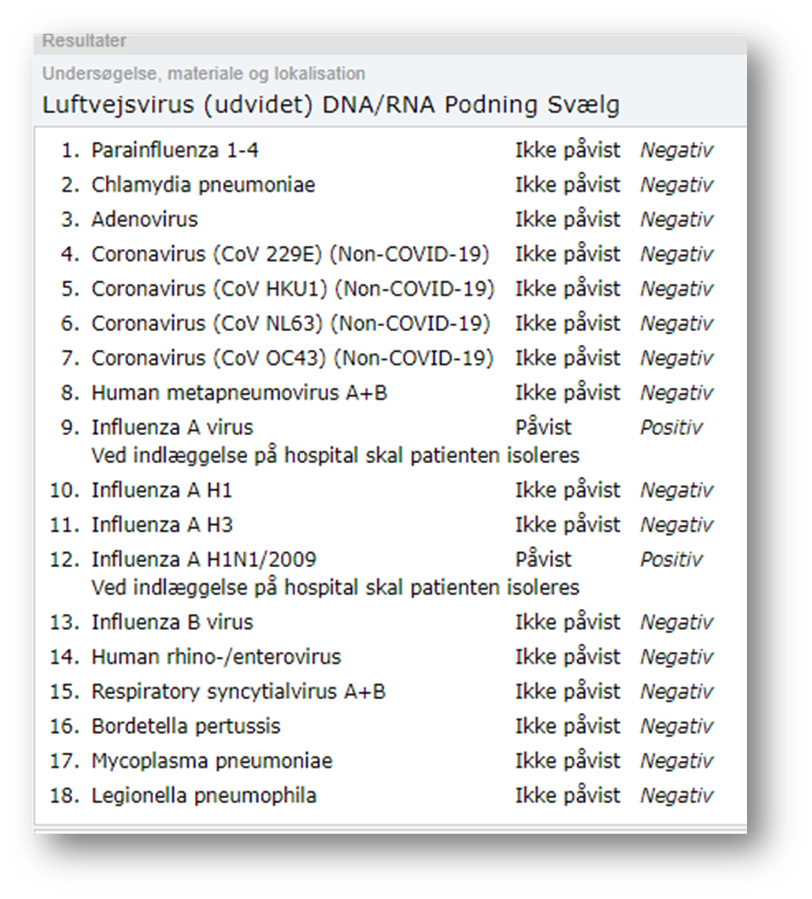 Resultater
Undersøgelse, materiale og lokalisation
Luftvejsvirus (udvidet) DNA/RNA Podning Svælg
1. Parainfluenza 1-4 Ikke påvist Negativ
2. Chlamydia pneumoniae Ikke påvist Negativ
3. Adenovirus Ikke påvist Negativ
4. Coronavirus (CoV 229E) (Non-COVID-19) Ikke påvist Negativ
5. Coronavirus (CoV HKU1) (Non-COVID-19) Ikke påvist Negativ
6. Coronavirus (CoV NL63) (Non-COVID-19) Ikke påvist Negativ
7. Coronavirus (CoV OC43) (Non-COVID-19) Ikke påvist Negativ
8. Human metapneumovirus A+B Ikke påvist Negativ
9. Influenza A virus Påvist Positiv
Ved indlæggelse på hospital skal patienten isoleres
10. Influenza A H1 Ikke påvist Negativ
11. Influenza A H3 Ikke påvist Negativ
12. Influenza A H1N1/2009 Påvist Positiv
Ved indlæggelse på hospital skal patienten isoleres
13. Influenza B virus Ikke påvist Negativ
14. Human rhino-/enterovirus Ikke påvist Negativ
15. Respiratory syncytialvirus A+B Ikke påvist Negativ
16. Bordetella pertussis Ikke påvist Negativ
17. Mycoplasma pneumoniae Ikke påvist Negativ
18. Legionella pneumophila Ikke påvist Negativ